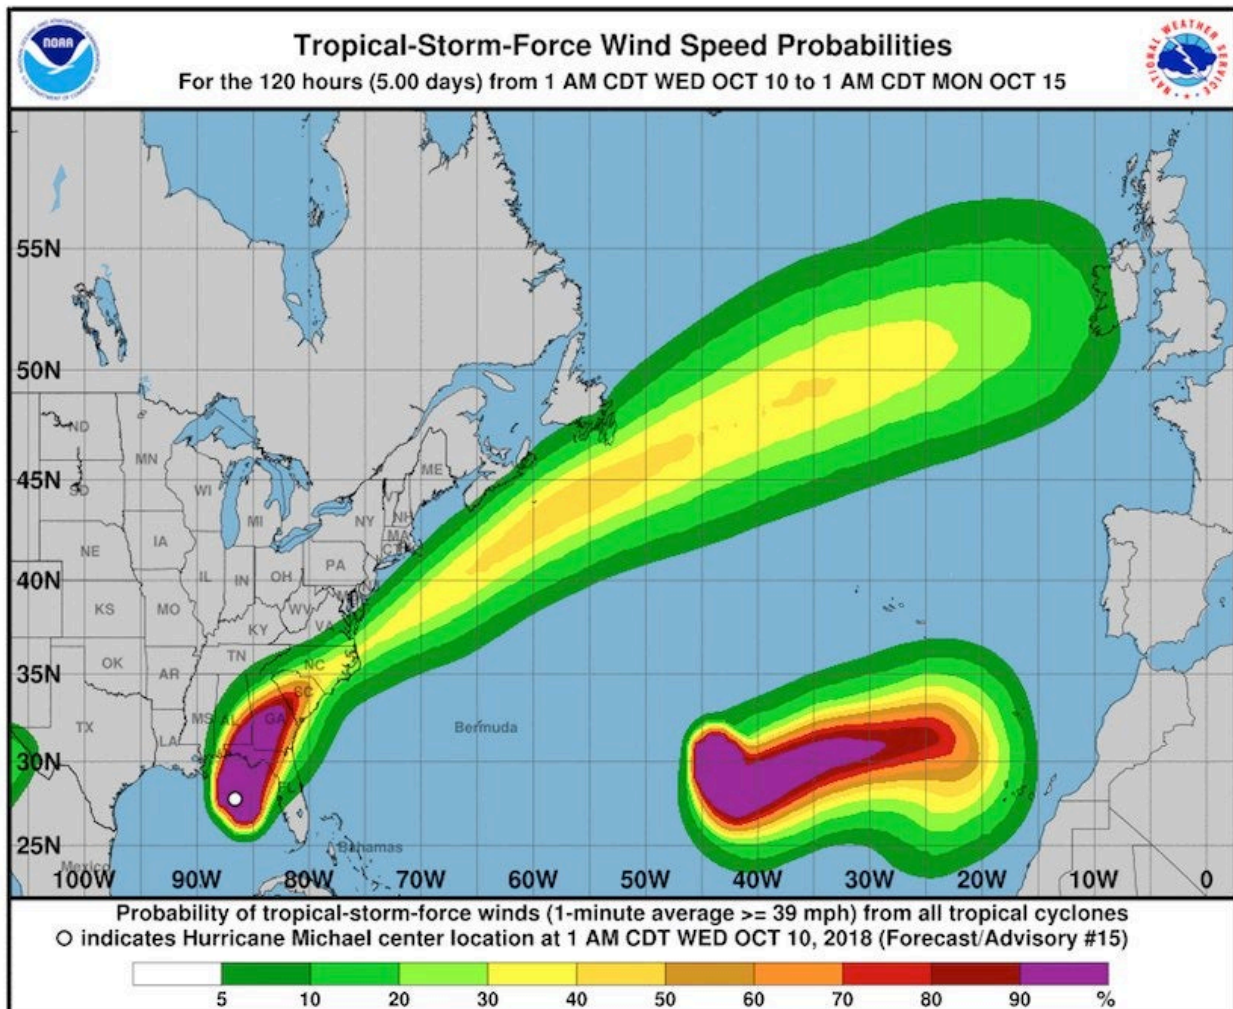 NOAA
NATIONAL WEATHER SERVICE
Tropical-Storm-Force Wind Speed Probabilities
For the 120 hours (5.00 days) from 1 AM CDT WED OCT 10 to 1 AM CDT MON OCT 15
55N
50N
ND
MN
ME
45N
SD
WI
MI
VT
NH
NY
MA
NE
IA
CT
PA
40N
IL
IN
OH
NJ
KS
MO
WV
VA
KY
OK
TN
NC
35N
AR
SC
TX
MS
AL
GA
Bermuda
LA
30N
FL
25N
Bahamas
Mexico
100W 90W 80W 70W 60W 50W 40W 30W 20W 10W 0
Probability of tropical-storm-force winds (1-minute average >= 39 mph) from all tropical cyclones
O indicates Hurricane Michael center location at 1 AM CDT WED OCT 10, 2018 (Forecast/Advisory #15)
5 10 20 30 40 50 60 70 80 90 %